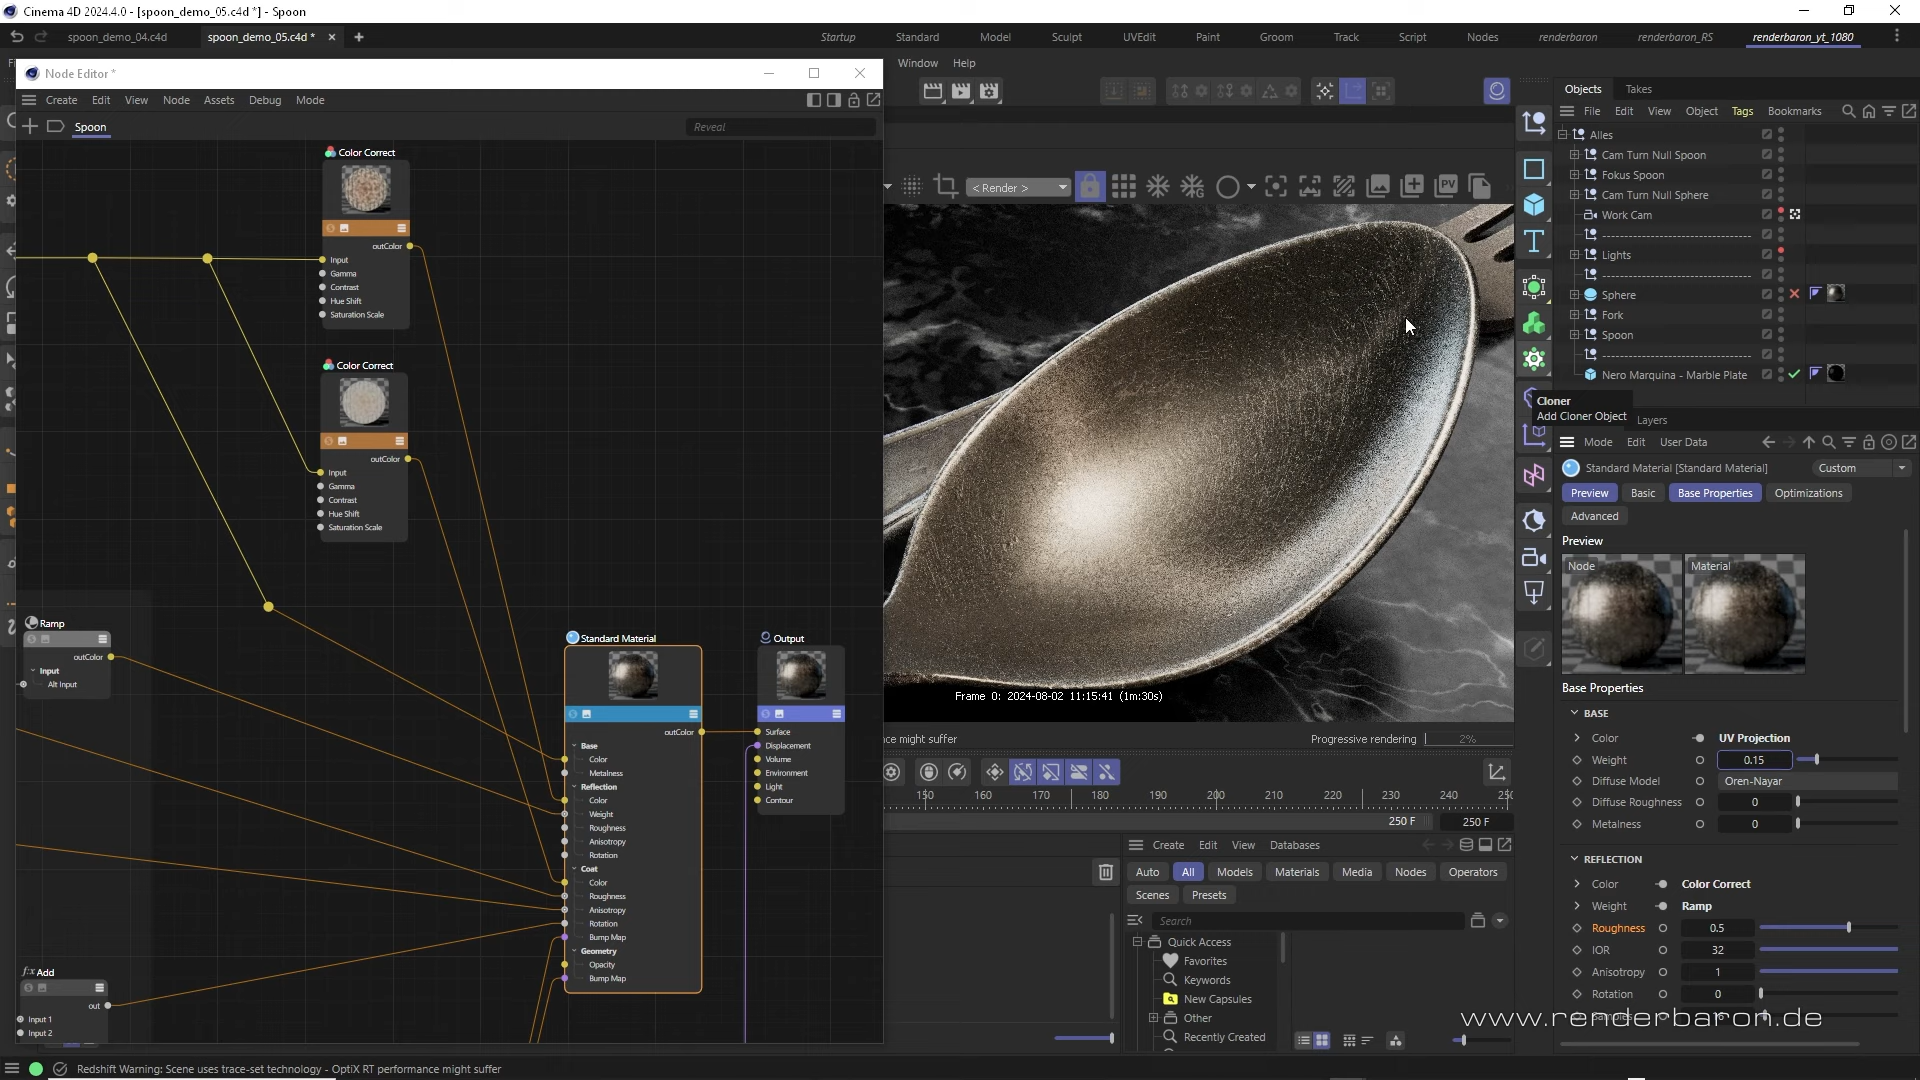 Cinema 4D 2024.4.0 - [spoon_demo_05.c4d *] - Spoon
spoon_demo_04.c4d
spoon_demo_05.c4d *
Startup
Standard
Model
Sculpt
UVEdit
Paint
Groom
Track
Script
Nodes
renderbaron
renderbaron_RS
renderbaron_yt_1080
Node Editor *
Window
Help
Create
Edit
View
Node
Assets
Debug
Mode
Spoon
Reveal
Color Correct
outColor
Input
Gamma
Contrast
Hue Shift
Saturation Scale
Color Correct
outColor
Input
Gamma
Contrast
Hue Shift
Saturation Scale
Ramp
outColor
Input
Alt Input
Add
out
Input 1
Input 2
Standard Material
outColor
Base
Color
Metalness
Reflection
Color
Weight
Roughness
Anisotropy
Rotation
Coat
Color
Roughness
Anisotropy
Rotation
Bump Map
Geometry
Opacity
Bump Map
Output
Surface
Displacement
Volume
Environment
Light
Contour
< Render >
PV
Frame 0: 2024-08-02 11:15:41 (1m:30s)
ce might suffer
Progressive rendering
2%
150
160
170
180
190
200
210
220
230
240
250 F
250 F
Create
Edit
View
Databases
Auto
All
Models
Materials
Media
Nodes
Operators
Scenes
Presets
Search
Quick Access
Favorites
Keywords
New Capsules
Other
Recently Created
Objects
Takes
File
Edit
View
Object
Tags
Bookmarks
Alles
Cam Turn Null Spoon
Fokus Spoon
Cam Turn Null Sphere
Work Cam
--------------------------------
Lights
--------------------------------
Sphere
Fork
Spoon
--------------------------------
Nero Marquina - Marble Plate
Cloner
Add Cloner Object
Layers
Mode
Edit
User Data
Standard Material [Standard Material]
Custom
Preview
Basic
Base Properties
Optimizations
Advanced
Preview
Node
Material
Base Properties
BASE
Color
UV Projection
Weight
0.15
Diffuse Model
Oren-Nayar
Diffuse Roughness
0
Metalness
0
REFLECTION
Color
Color Correct
Weight
Ramp
Roughness
0.5
IOR
32
Anisotropy
1
Rotation
0
www.renderbaron.de
Redshift Warning: Scene uses trace-set technology - OptiX RT performance might suffer